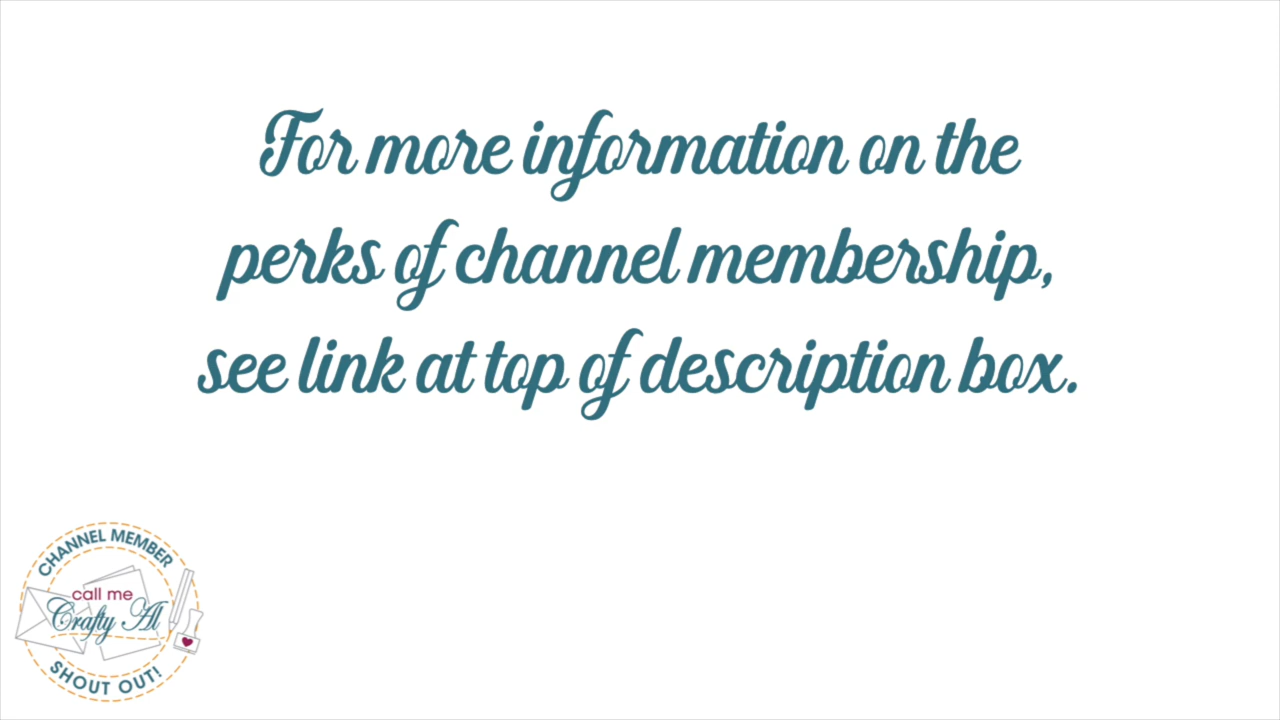 For more information on the
perks of channel membership,
see link at top of description box.
CHANNEL MEMBER
call me
Crafty Al
SHOUT OUT!